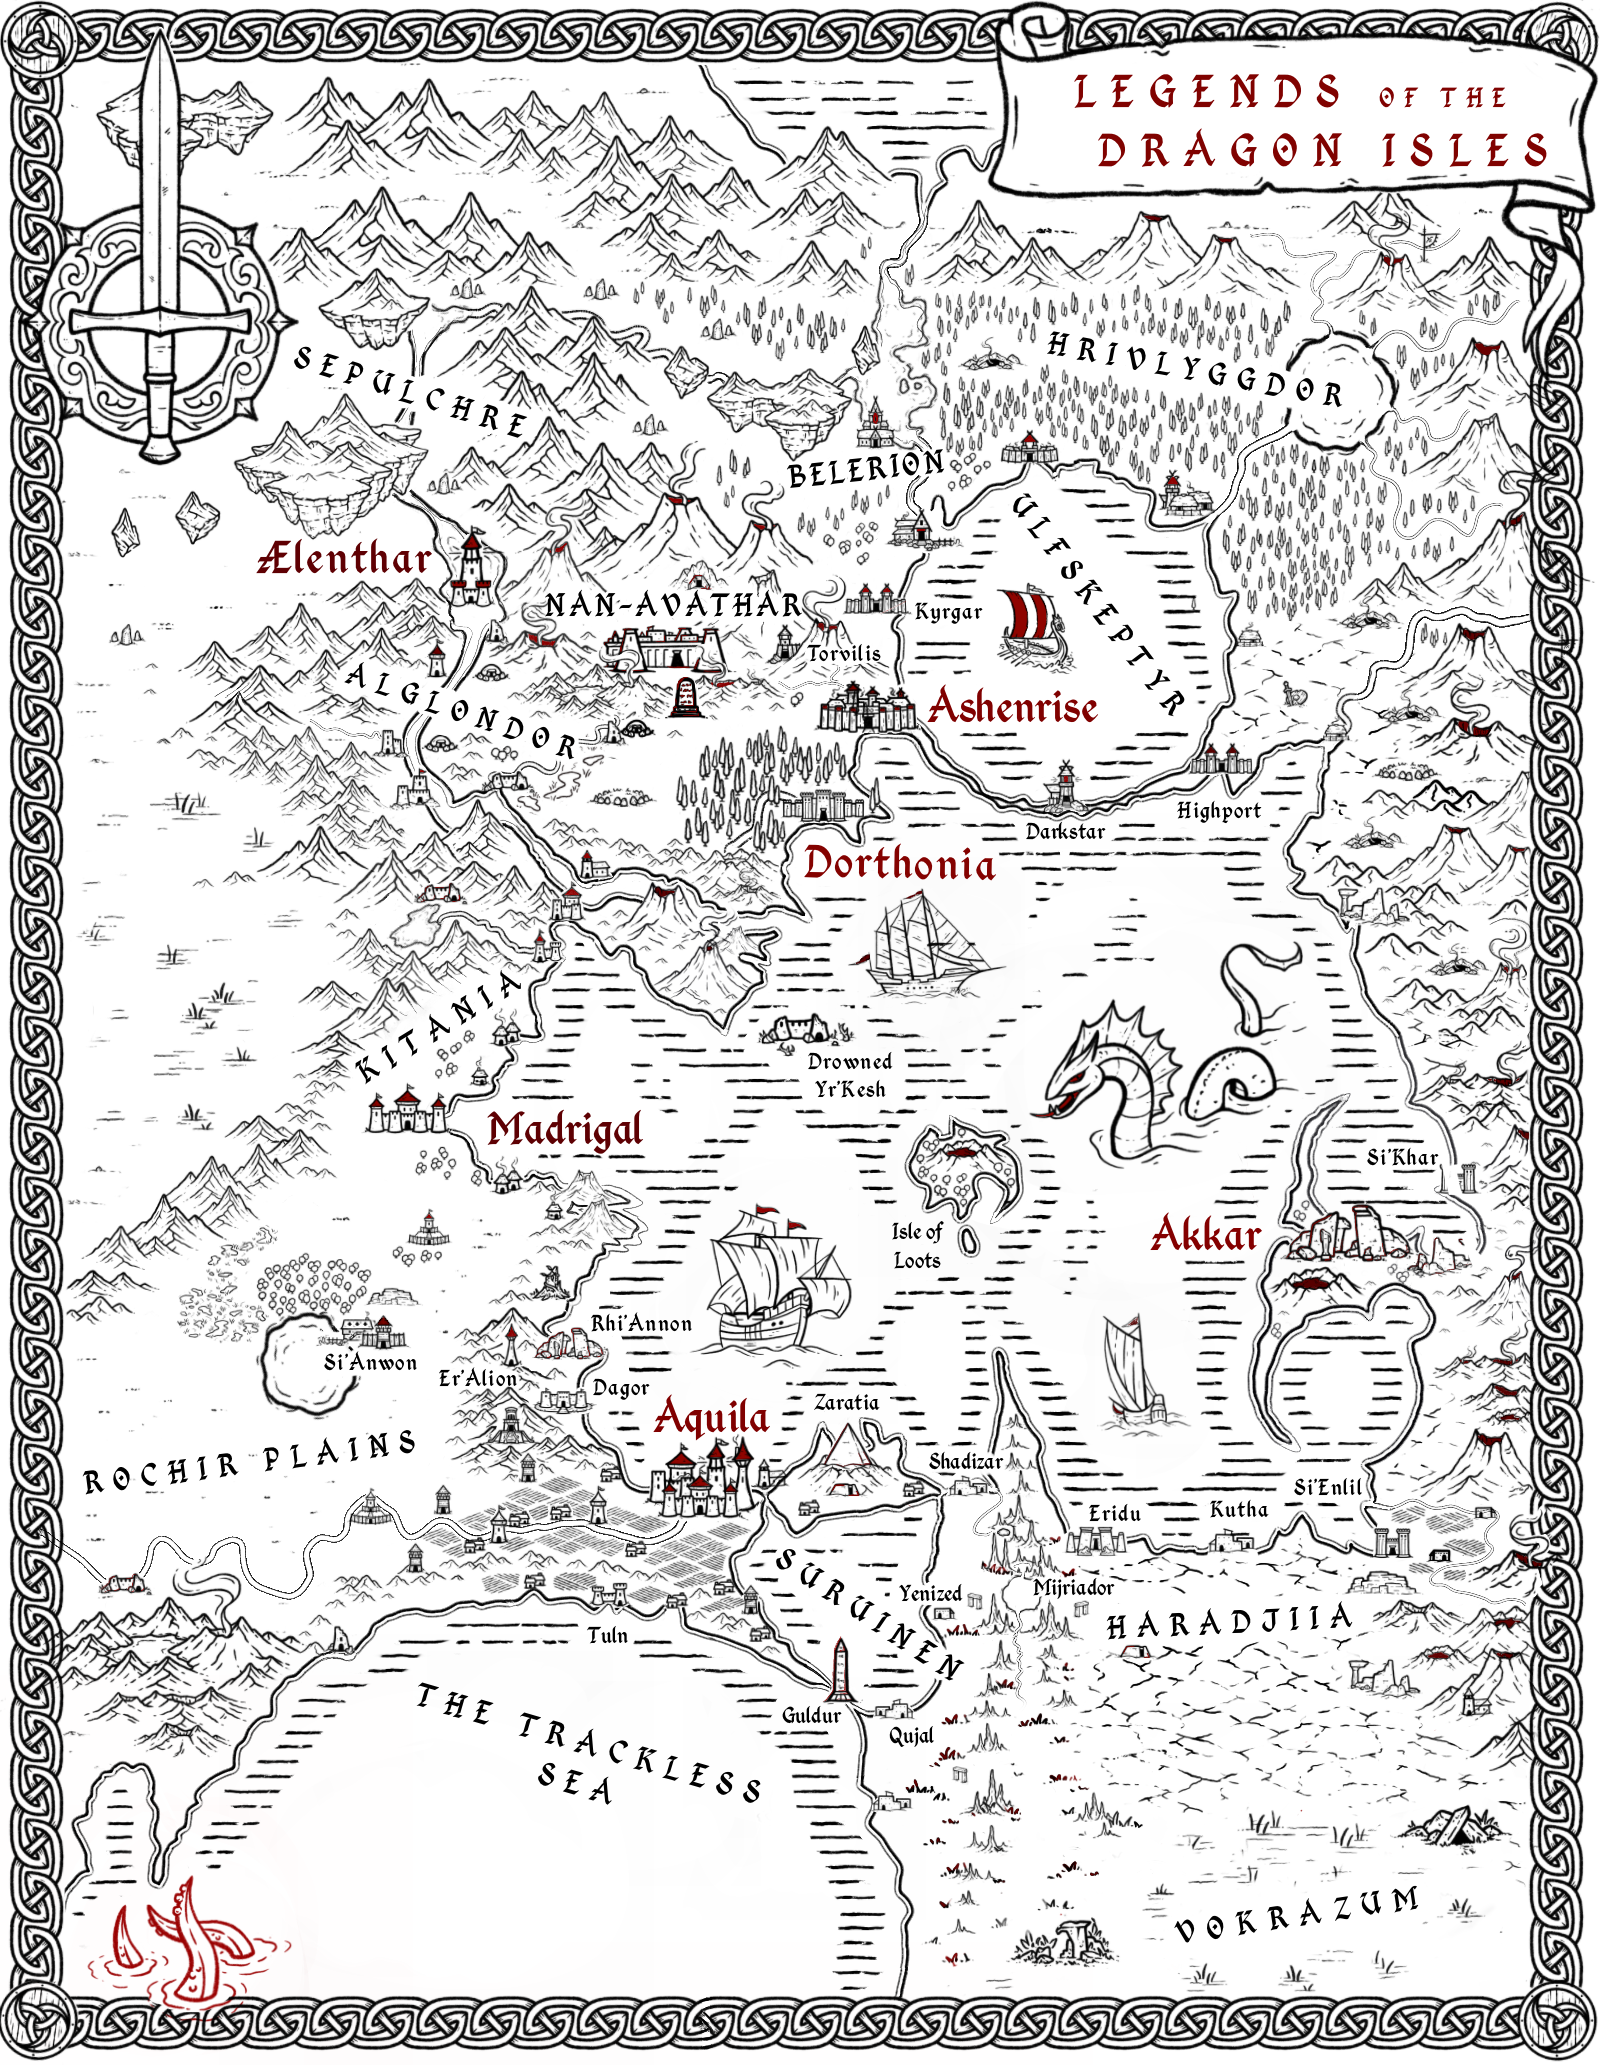 LEGENDS OF THE
DRAGON ISLES
HRIVLYGGDOR
SEPULCHRE
BELERION
ULFSKEPTYR
Ælenthar
NAN-AVATHAR
Kyrgar
Torvilis
ALGLONDOR
Ashenrise
Highport
Darkstar
Dorthonia
KITANIA
Drowned
Yr'Kesh
Madrigal
Si'Khar
Isle of
Loots
Akkar
Rhi'Annon
Si'Anwon
Er'Alion
Dagor
Zaratia
Aquila
ROCHIR PLAINS
Shadizar
Si'Enlil
Eridu
Kutha
SURUINEN
Yenized
Mijriador
HARADJIIA
Tuln
THE TRACKLESS
SEA
Guldur
Qujal
VOKRAZUM